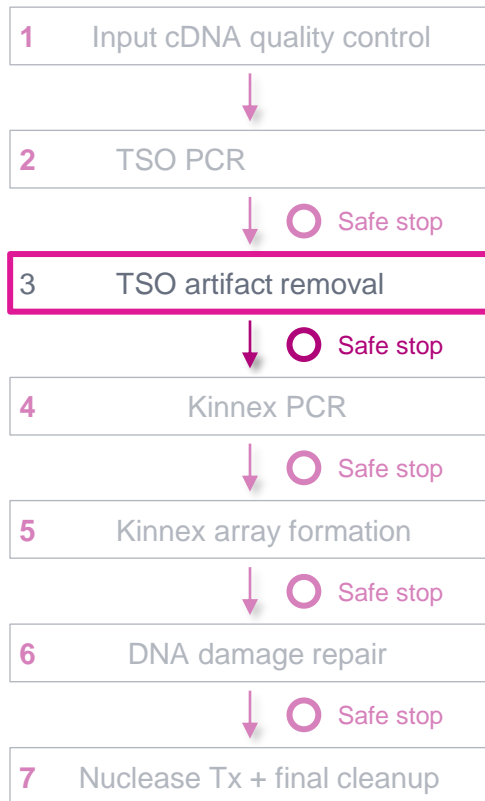 1 Input cDNA quality control
2 TSO PCR
Safe stop
3 TSO artifact removal
Safe stop
4 Kinnex PCR
Safe stop
5 Kinnex array formation
Safe stop
6 DNA damage repair
Safe stop
7 Nuclease Tx + final cleanup